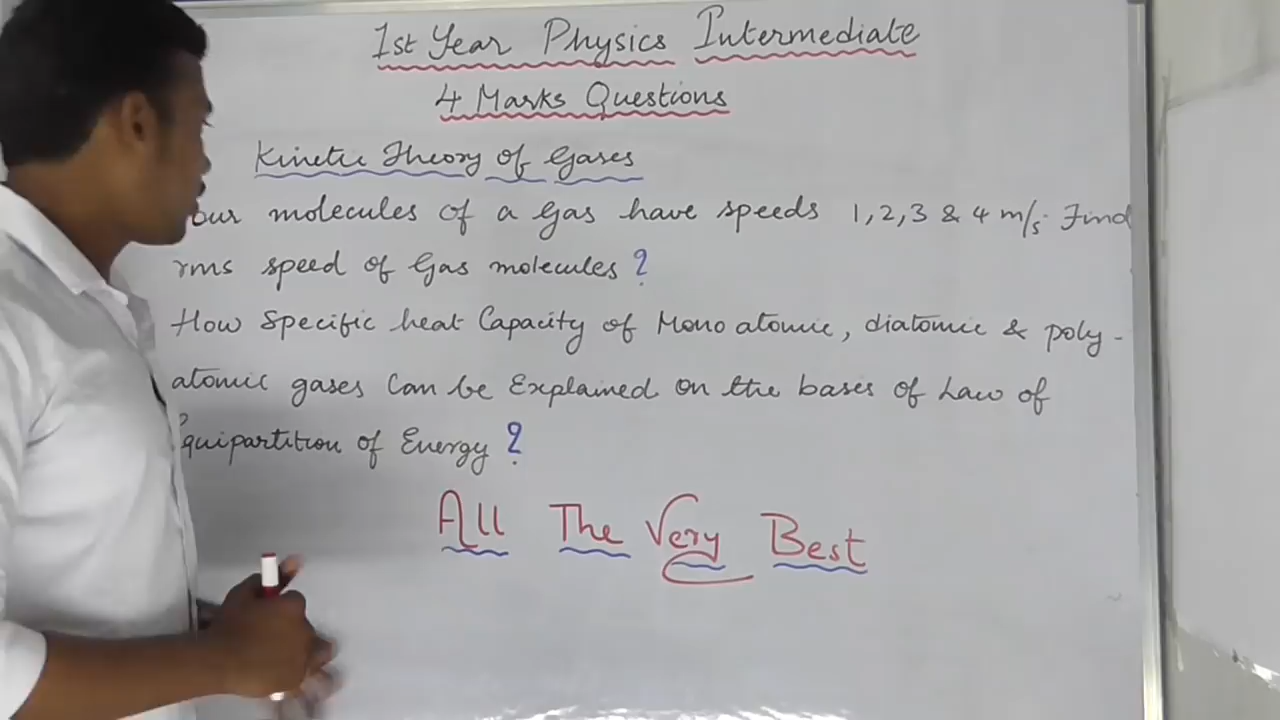 1st Year Physics Intermediate
4 Marks Questions
Kinetic Theory of Gases
our molecules of a Gas have speeds 1, 2, 3 & 4 m/s. Find
rms speed of Gas molecules ?
How Specific heat Capacity of Mono atomic, diatomic & poly-
atomic gases Can be Explained On the bases of Law of
quipartition of Energy ?
All The Very Best